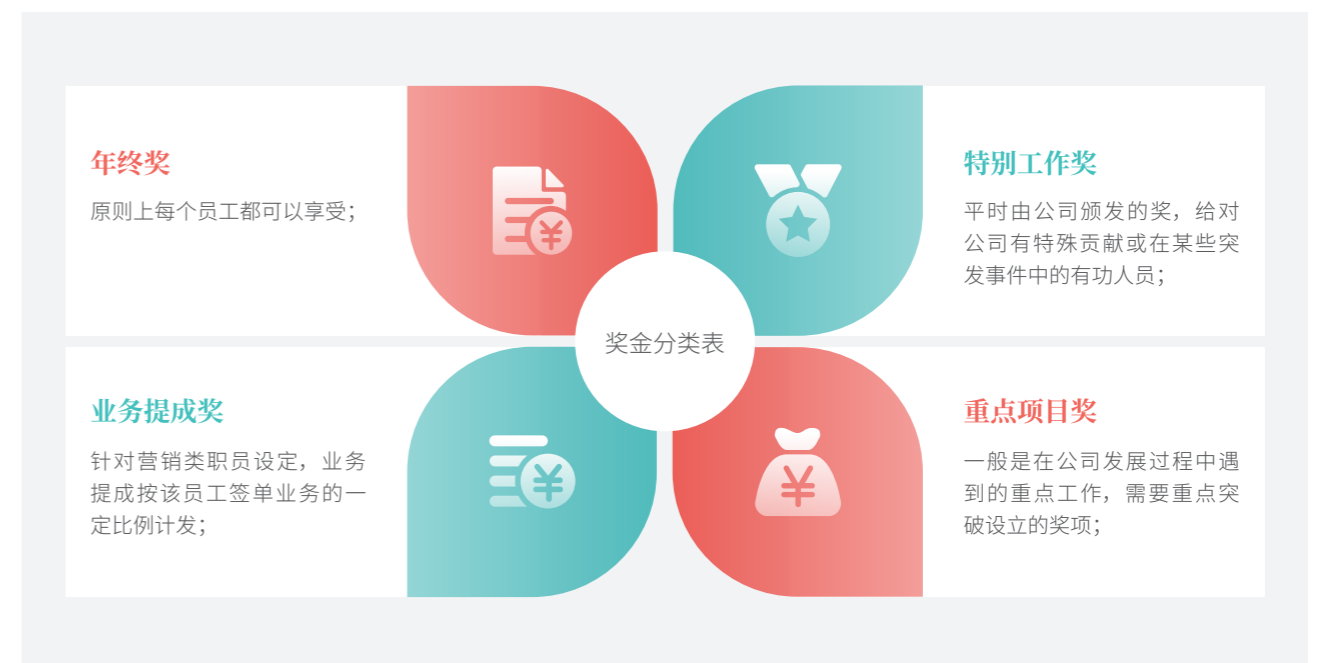 年终奖
原则上每个员工都可以享受；
特别工作奖
平时由公司颁发的奖，给对
公司有特殊贡献或在某些突
发事件中的有功人员；
奖金分类表
业务提成奖
针对营销类职员设定，业务
提成按该员工签单业务的一
定比例计发；
重点项目奖
一般是在公司发展过程中遇
到的重点工作，需要重点突
破设立的奖项；
¥
¥
¥